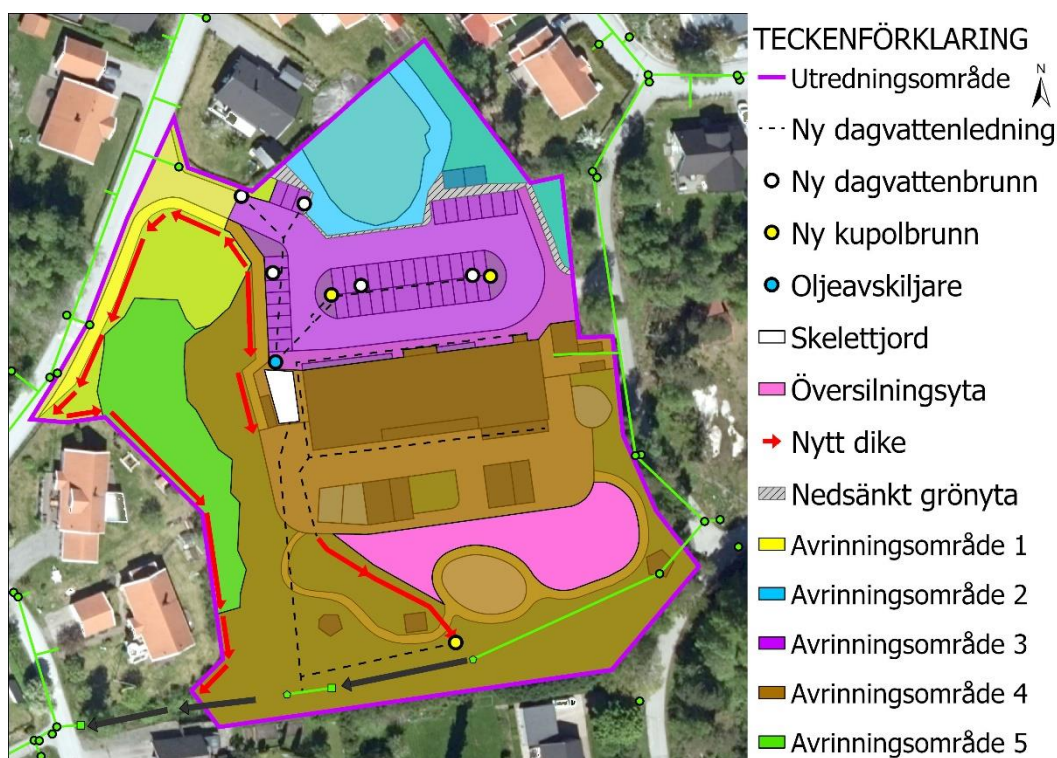 TECKENFÖRKLARING
Utredningsområde
N
Ny dagvattenledning
Ny dagvattenbrunn
Ny kupolbrunn
Oljeavskiljare
Skelettjord
Översilningsyta
Nytt dike
Nedsänkt grönyta
Avrinningsområde 1
Avrinningsområde 2
Avrinningsområde 3
Avrinningsområde 4
Avrinningsområde 5